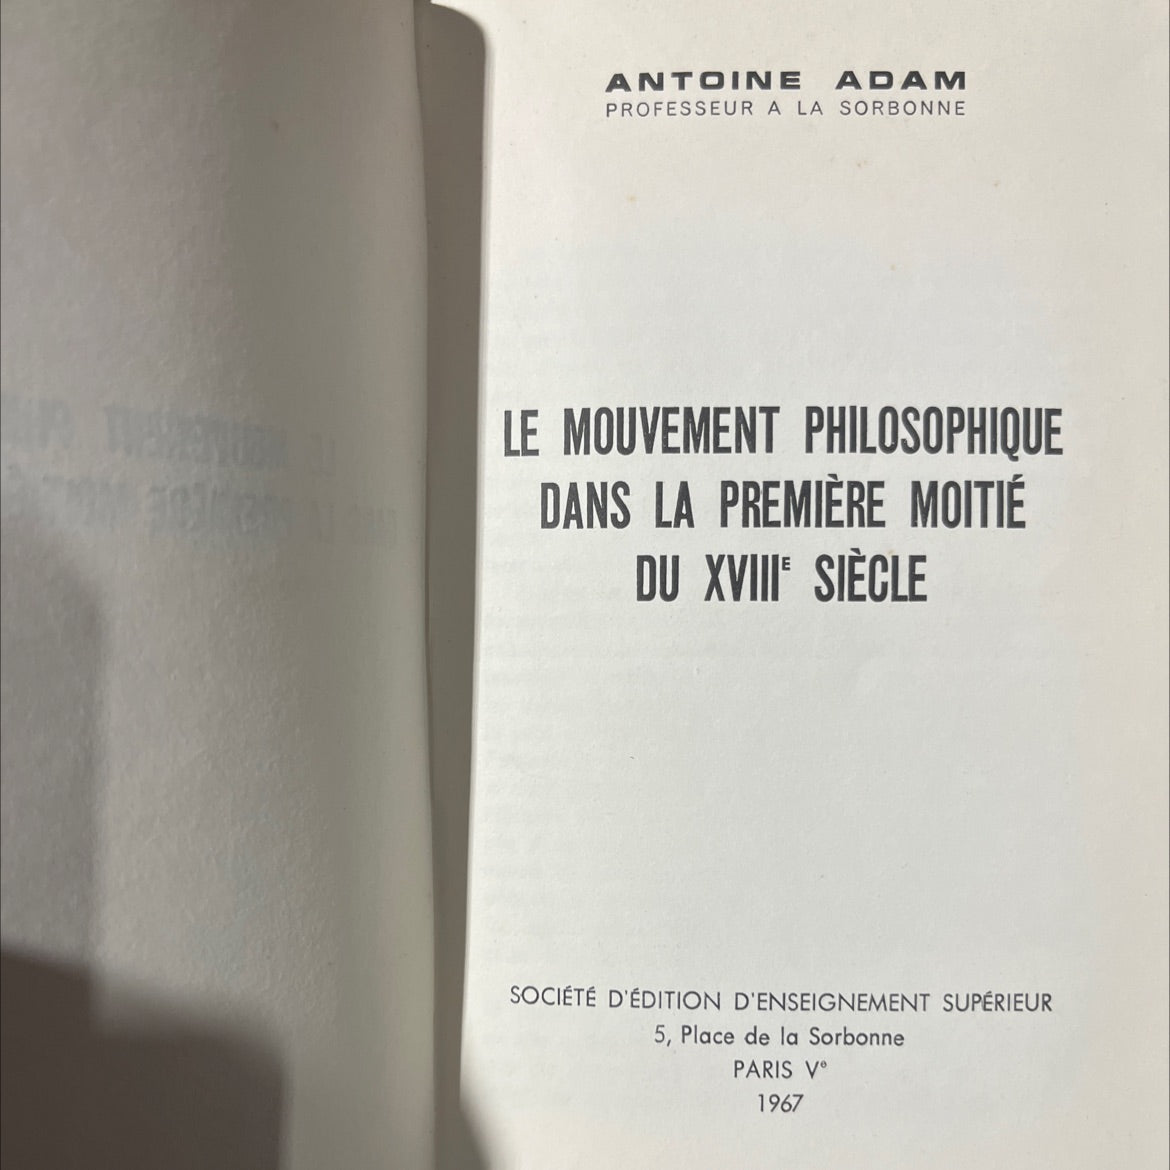 ANTOINE ADAM
PROFESSEUR A LA SORBONNE
LE MOUVEMENT PHILOSOPHIQUE
DANS LA PREMIÈRE MOITIÉ
DU XVIIIᴱ SIÈCLE
SOCIÉTÉ D'ÉDITION D'ENSEIGNEMENT SUPÉRIEUR
5, Place de la Sorbonne
PARIS Vᵉ
1967